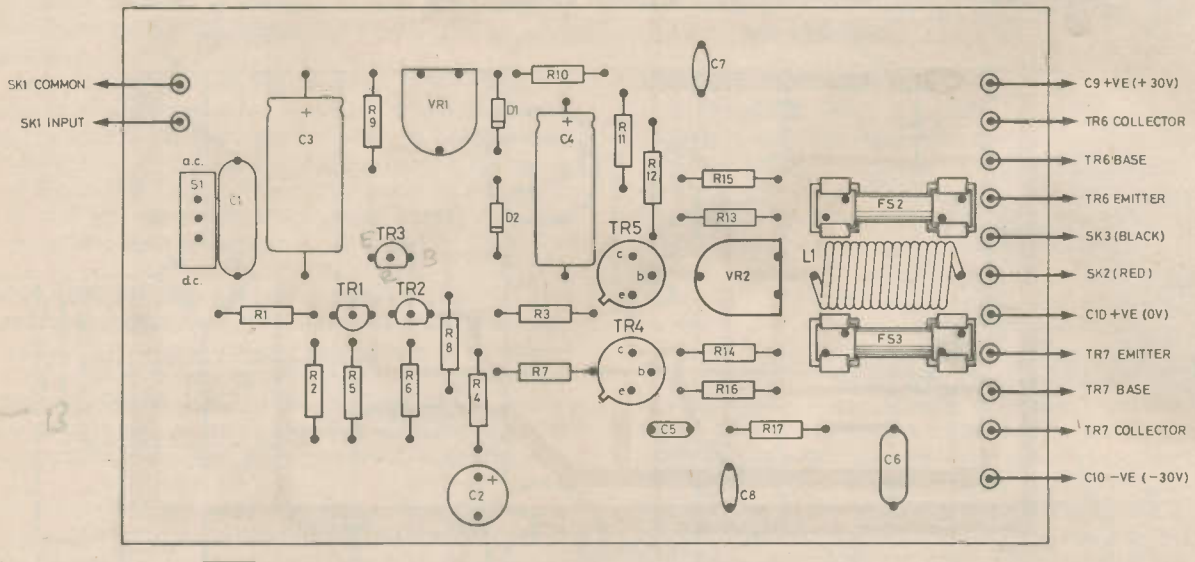 SK1 COMMON
SK1 INPUT
a.c.
S1
d.c.
C1
C3
+
R9
VR1
D1
D2
R10
C4
+
R11
R12
C7
R15
R13
VR2
FS2
L1
FS3
TR3
E
B
TR1
TR2
TR5
c
b
e
TR4
c
b
e
R1
R2
R5
R6
R8
R4
R3
R7
R14
R16
R17
C2
+
C5
C8
C6
B
C9 +VE (+30V)
TR6 COLLECTOR
TR6 BASE
TR6 EMITTER
SK3 (BLACK)
SK2 (RED)
C10 +VE (0V)
TR7 EMITTER
TR7 BASE
TR7 COLLECTOR
C10 -VE (-30V)